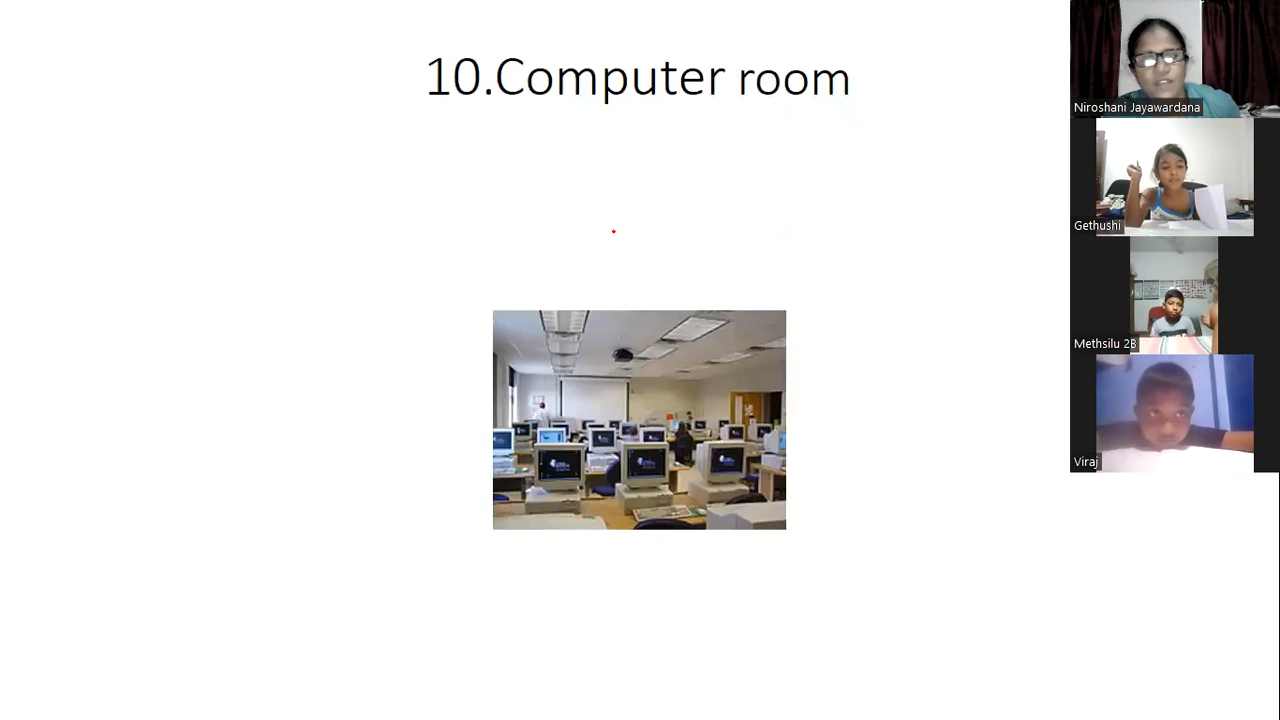 10.Computer room
Niroshani Jayawardana
Gethushi
Methsilu 2B
Viraj